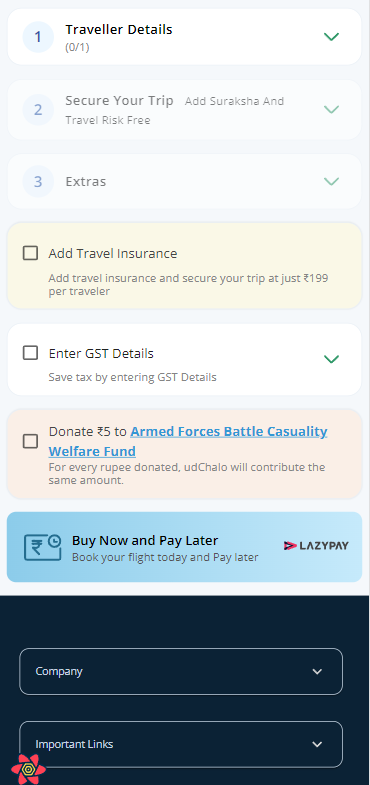 1
Traveller Details
(0/1)
2
Secure Your Trip Add Suraksha And
Travel Risk Free
3
Extras
Add Travel Insurance
Add travel insurance and secure your trip at just ₹199
per traveler
Enter GST Details
Save tax by entering GST Details
Donate ₹5 to Armed Forces Battle Casuality
Welfare Fund
For every rupee donated, udChalo will contribute the
same amount.
₹
Buy Now and Pay Later
Book your flight today and Pay later
LAZYPAY
Company
Important Links